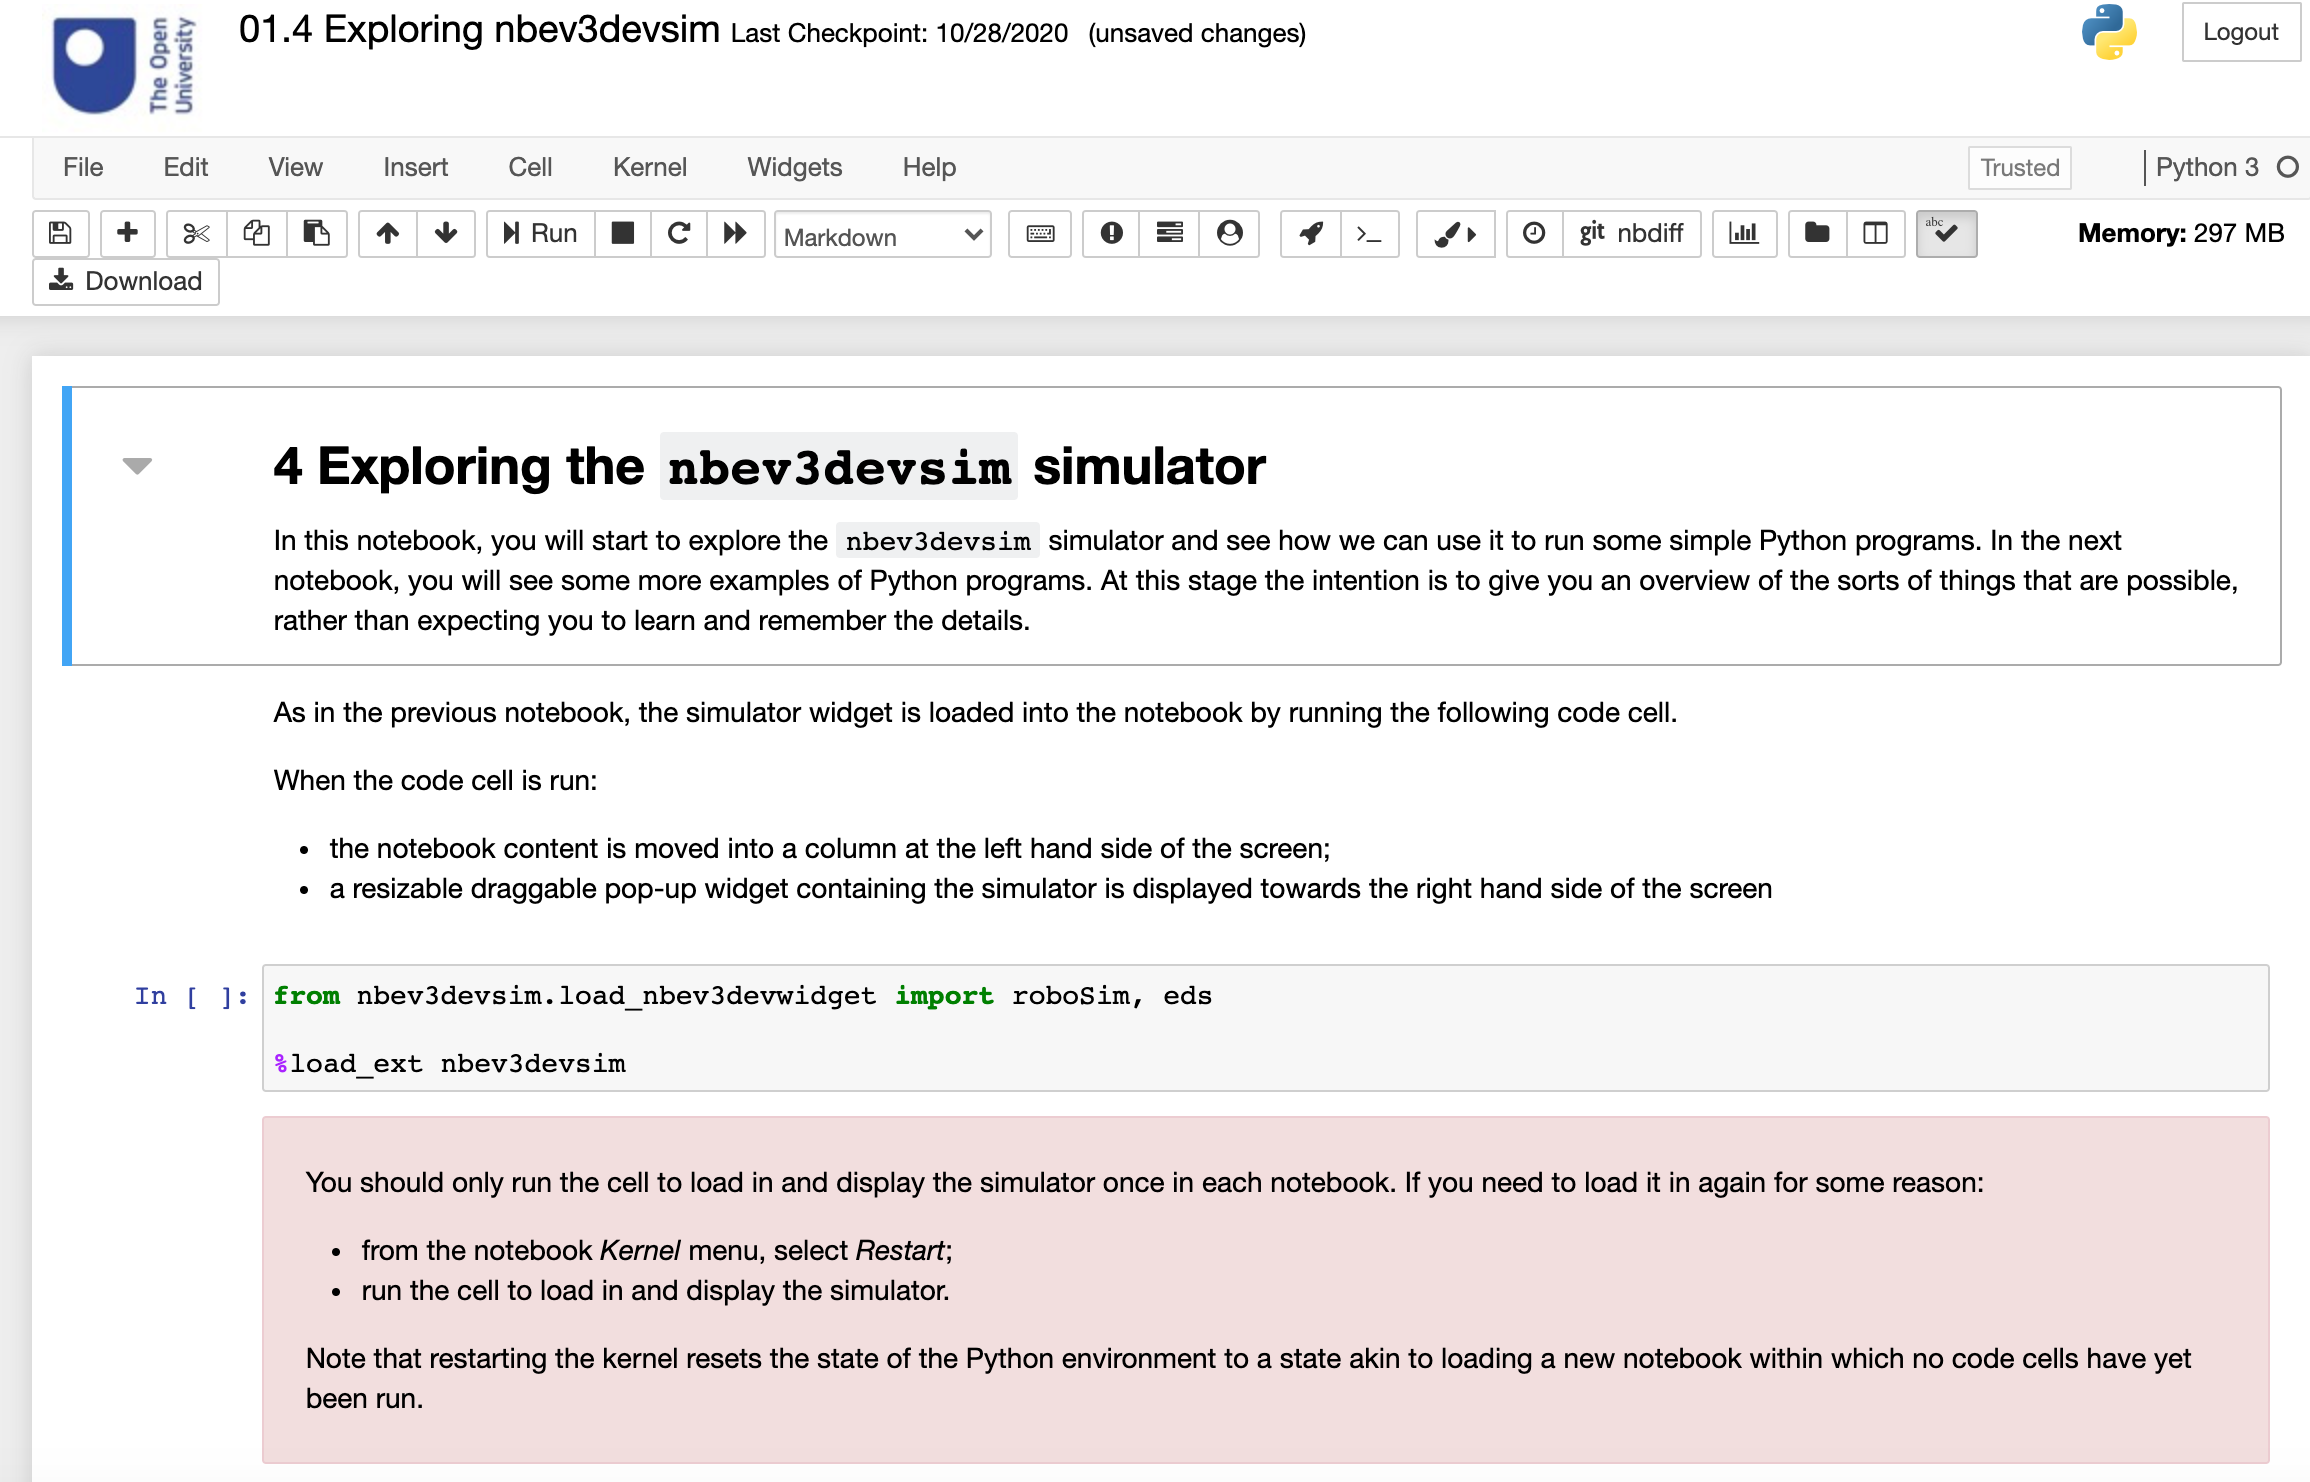 The Open
University
01.4 Exploring nbev3devsim Last Checkpoint: 10/28/2020 (unsaved changes)
Logout
File Edit View Insert Cell Kernel Widgets Help
Trusted
Python 3
Run
Markdown
>_
git nbdiff
abc
Memory: 297 MB
Download
4 Exploring the nbev3devsim simulator
In this notebook, you will start to explore the nbev3devsim simulator and see how we can use it to run some simple Python programs. In the next
notebook, you will see some more examples of Python programs. At this stage the intention is to give you an overview of the sorts of things that are possible,
rather than expecting you to learn and remember the details.
As in the previous notebook, the simulator widget is loaded into the notebook by running the following code cell.
When the code cell is run:
• the notebook content is moved into a column at the left hand side of the screen;
• a resizable draggable pop-up widget containing the simulator is displayed towards the right hand side of the screen
In [ ]: from nbev3devsim.load_nbev3devwidget import roboSim, eds
%load_ext nbev3devsim
You should only run the cell to load in and display the simulator once in each notebook. If you need to load it in again for some reason:
• from the notebook Kernel menu, select Restart;
• run the cell to load in and display the simulator.
Note that restarting the kernel resets the state of the Python environment to a state akin to loading a new notebook within which no code cells have yet
been run.